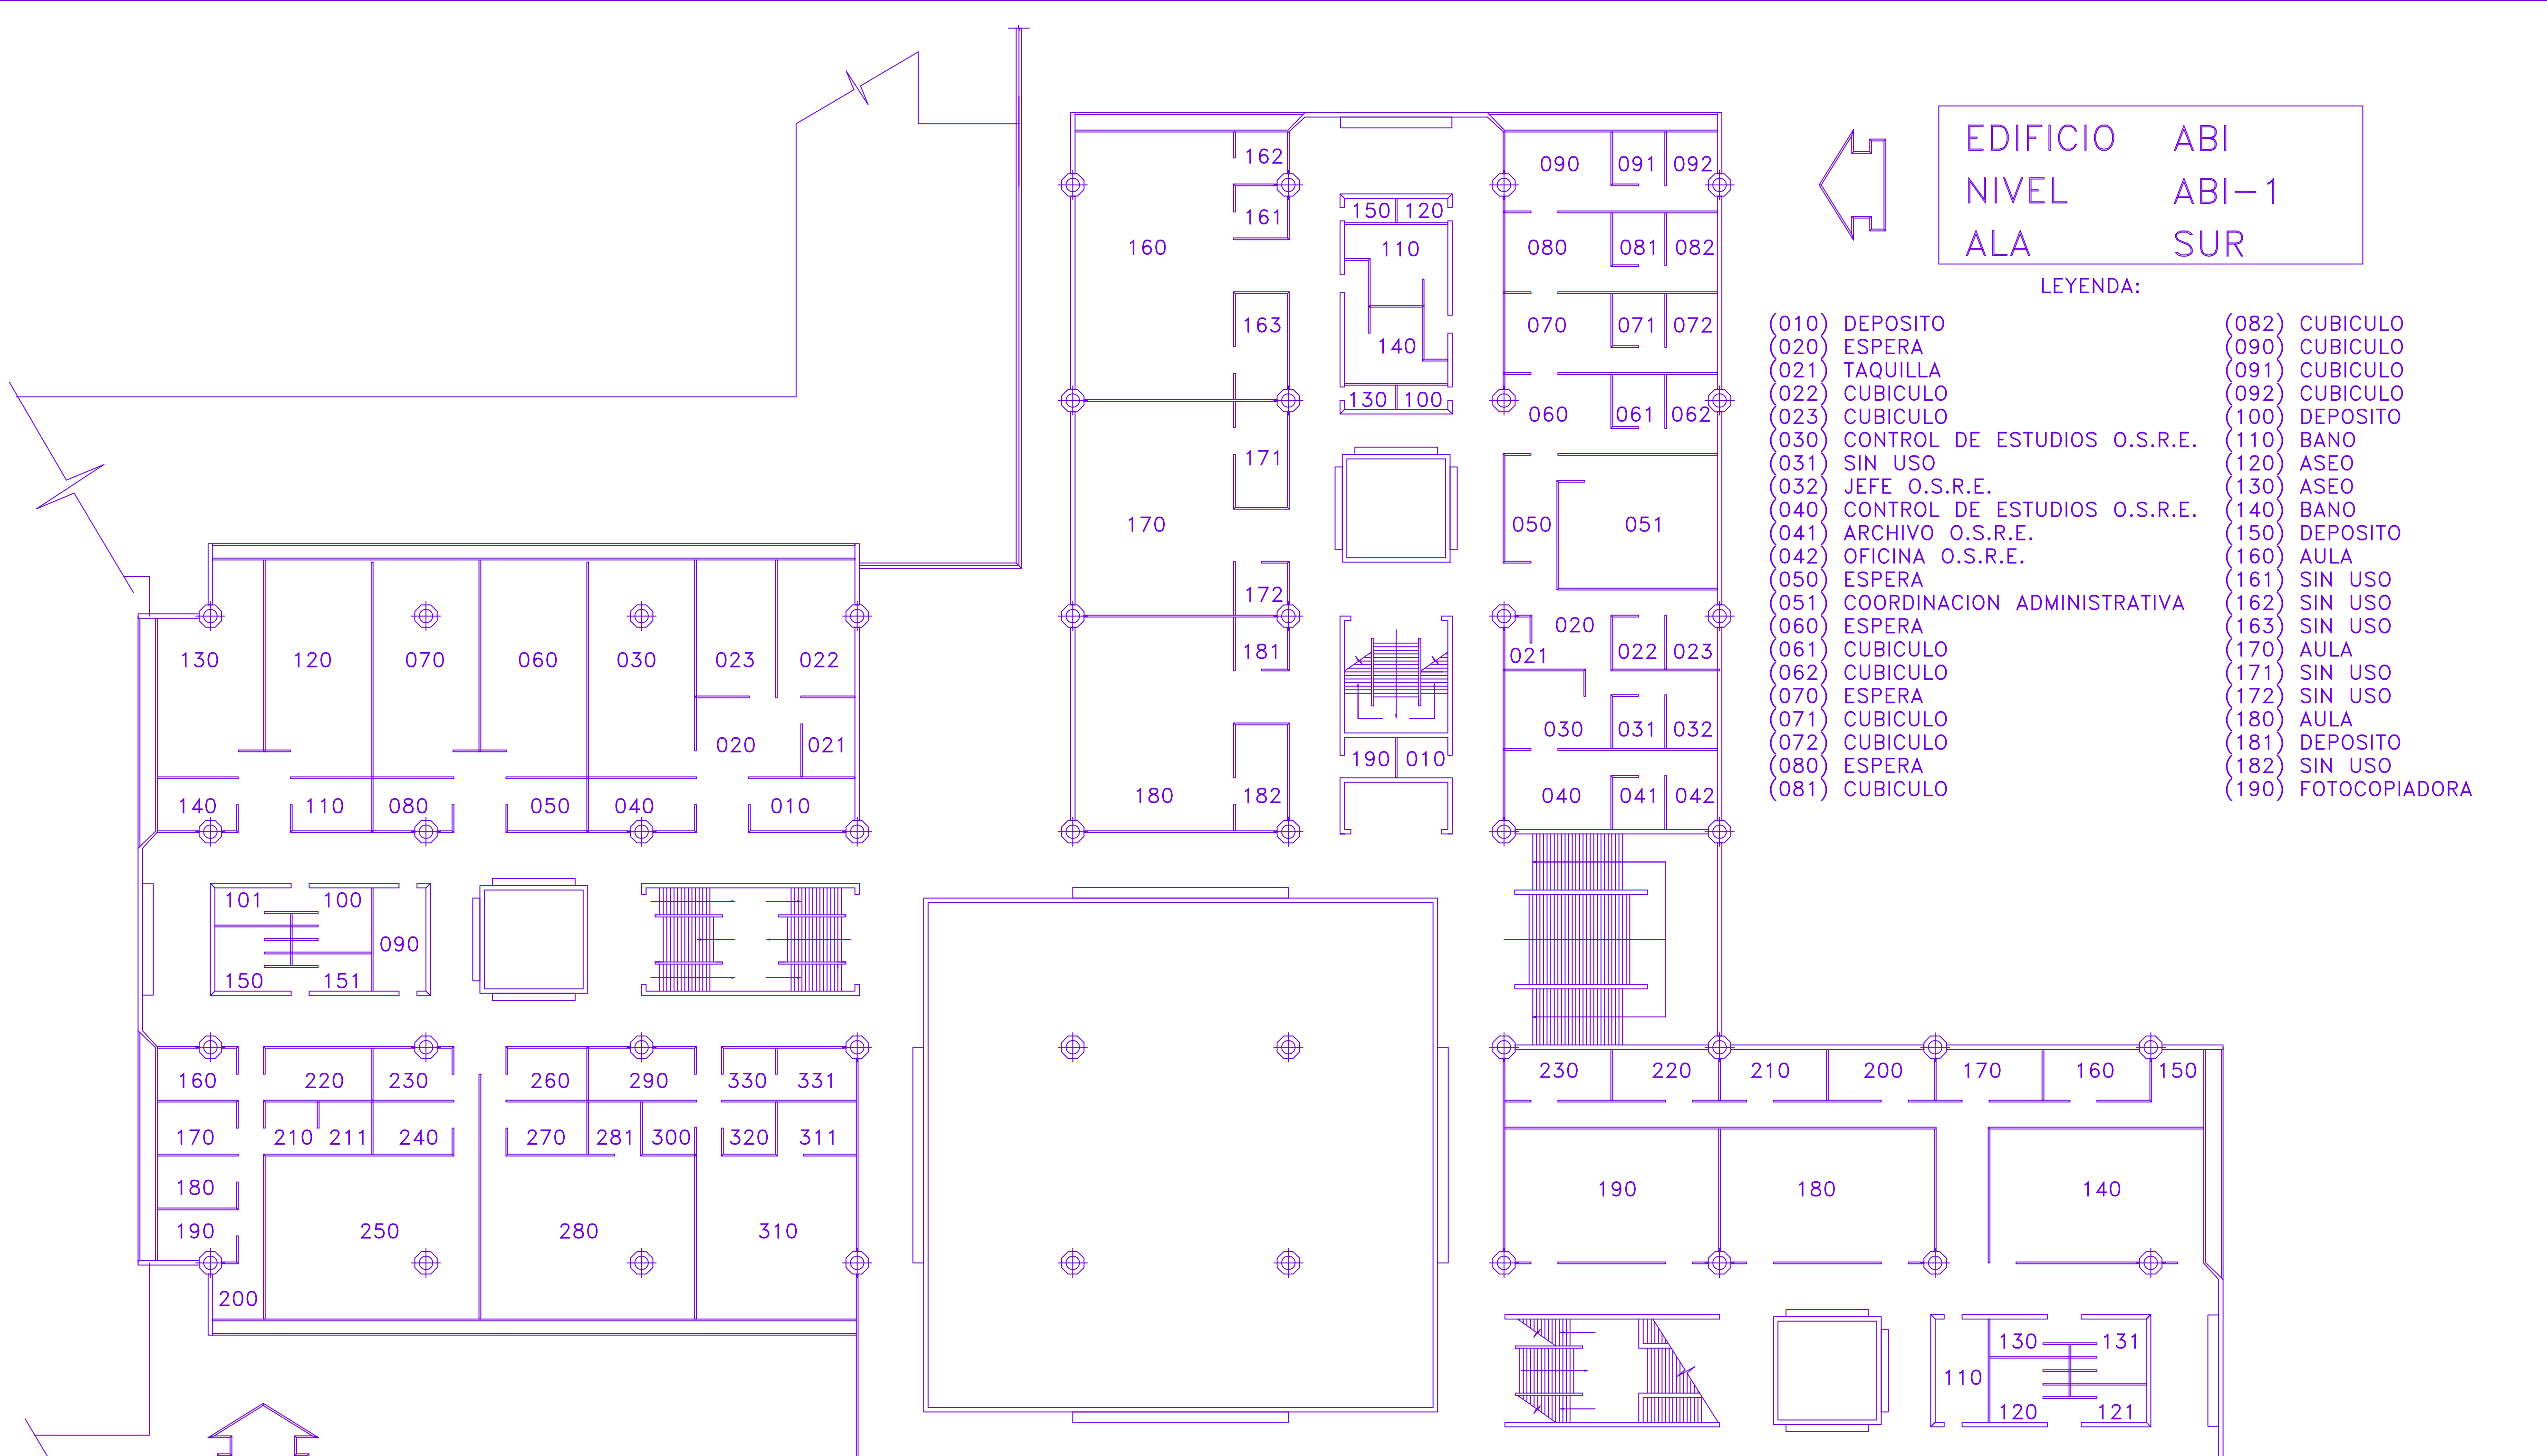 EDIFICIO ABI
NIVEL ABI-1
ALA SUR
LEYENDA:
(010) DEPOSITO
(020) ESPERA
(021) TAQUILLA
(022) CUBICULO
(023) CUBICULO
(030) CONTROL DE ESTUDIOS O.S.R.E.
(031) SIN USO
(032) JEFE O.S.R.E.
(040) CONTROL DE ESTUDIOS O.S.R.E.
(041) ARCHIVO O.S.R.E.
(042) OFICINA O.S.R.E.
(050) ESPERA
(051) COORDINACION ADMINISTRATIVA
(060) ESPERA
(061) CUBICULO
(062) CUBICULO
(070) ESPERA
(071) CUBICULO
(072) CUBICULO
(080) ESPERA
(081) CUBICULO
(082) CUBICULO
(090) CUBICULO
(091) CUBICULO
(092) CUBICULO
(100) DEPOSITO
(110) BANO
(120) ASEO
(130) ASEO
(140) BANO
(150) DEPOSITO
(160) AULA
(161) SIN USO
(162) SIN USO
(163) SIN USO
(170) AULA
(171) SIN USO
(172) SIN USO
(180) AULA
(181) DEPOSITO
(182) SIN USO
(190) FOTOCOPIADORA
162
090 091 092
161
150 120
160
110
080 081 082
163
140
070 071 072
130 100
060 061 062
171
170
050 051
172
181
020
021
022 023
030 031 032
190 010
180 182
040 041 042
130 120 070 060 030 023 022
020 021
140 110 080 050 040 010
101 100
090
150 151
160 220 230 260 290 330 331
170 210 211 240 270 281 300 320 311
180
190 250 280 310
200
230 220 210 200 170 160 150
190 180 140
130 131
110
120 121